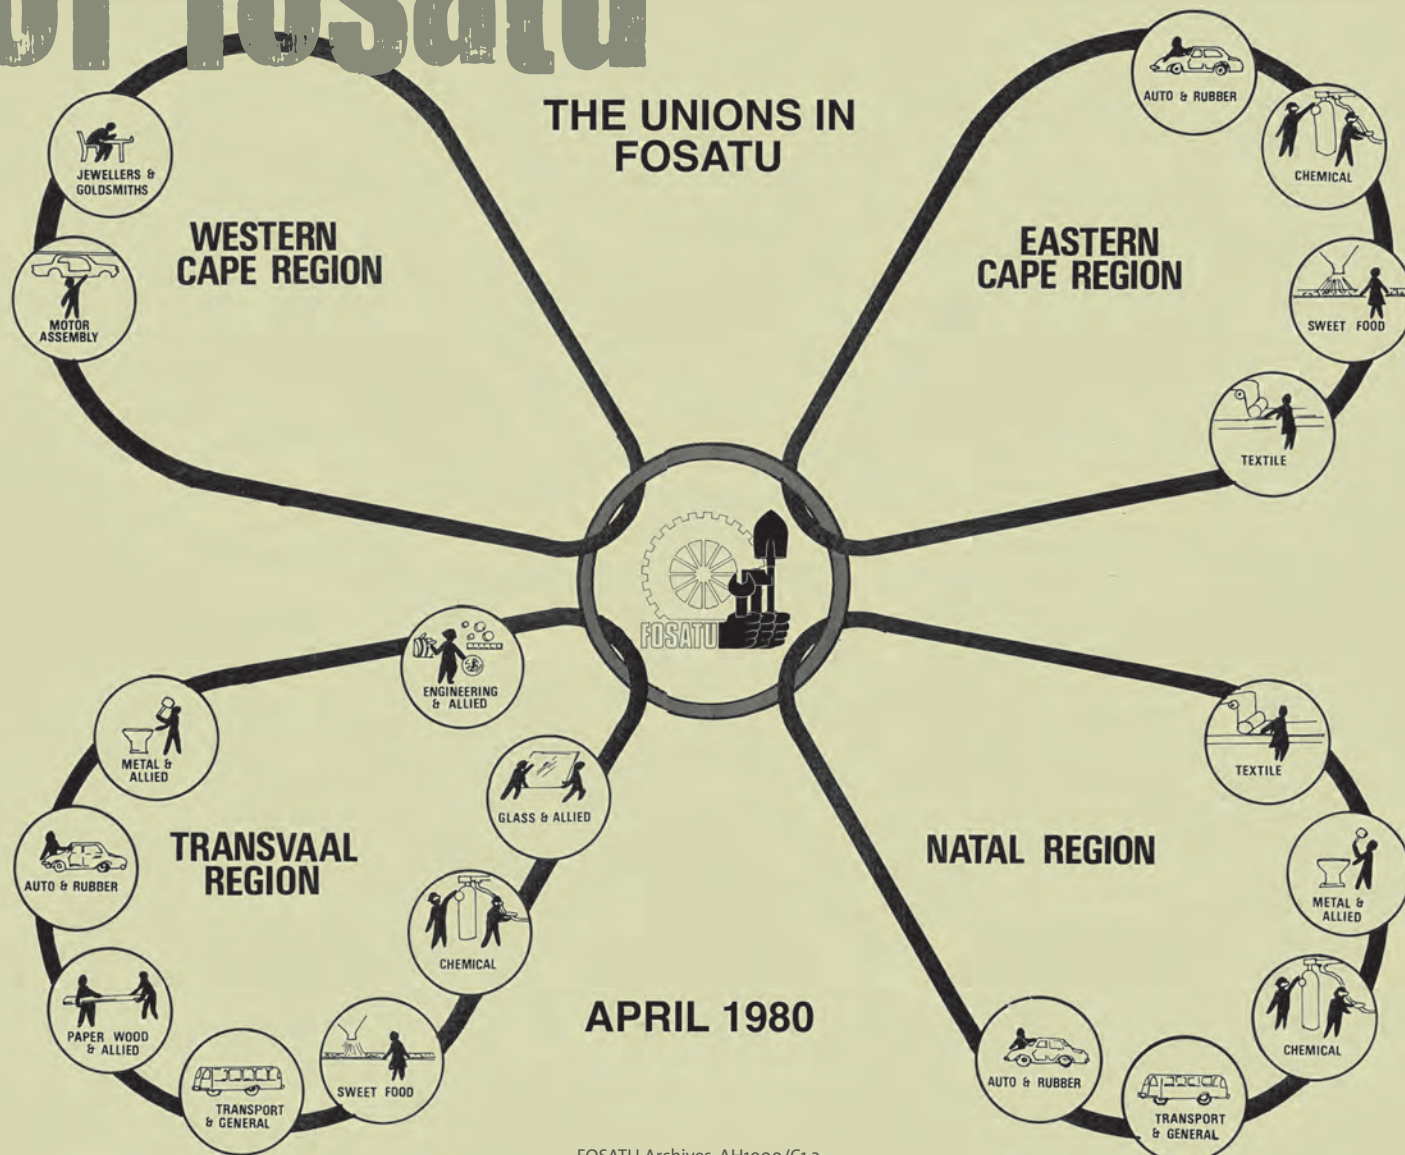 of fosatu
THE UNIONS IN
FOSATU
WESTERN
CAPE REGION
JEWELLERS &
GOLDSMITHS
MOTOR
ASSEMBLY
EASTERN
CAPE REGION
AUTO & RUBBER
CHEMICAL
SWEET FOOD
TEXTILE
FOSATU
TRANSVAAL
REGION
ENGINEERING
& ALLIED
METAL &
ALLIED
AUTO & RUBBER
PAPER WOOD
& ALLIED
TRANSPORT
& GENERAL
SWEET FOOD
CHEMICAL
GLASS & ALLIED
NATAL REGION
TEXTILE
METAL &
ALLIED
CHEMICAL
TRANSPORT
& GENERAL
AUTO & RUBBER
APRIL 1980
FOSATU Archives